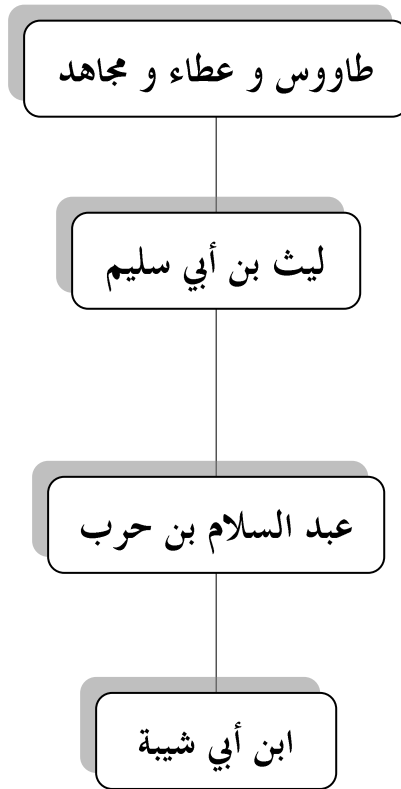 طاووس و عطاء و مجاهد
ليث بن أبي سليم
عبد السلام بن حرب
ابن أبي شيبة